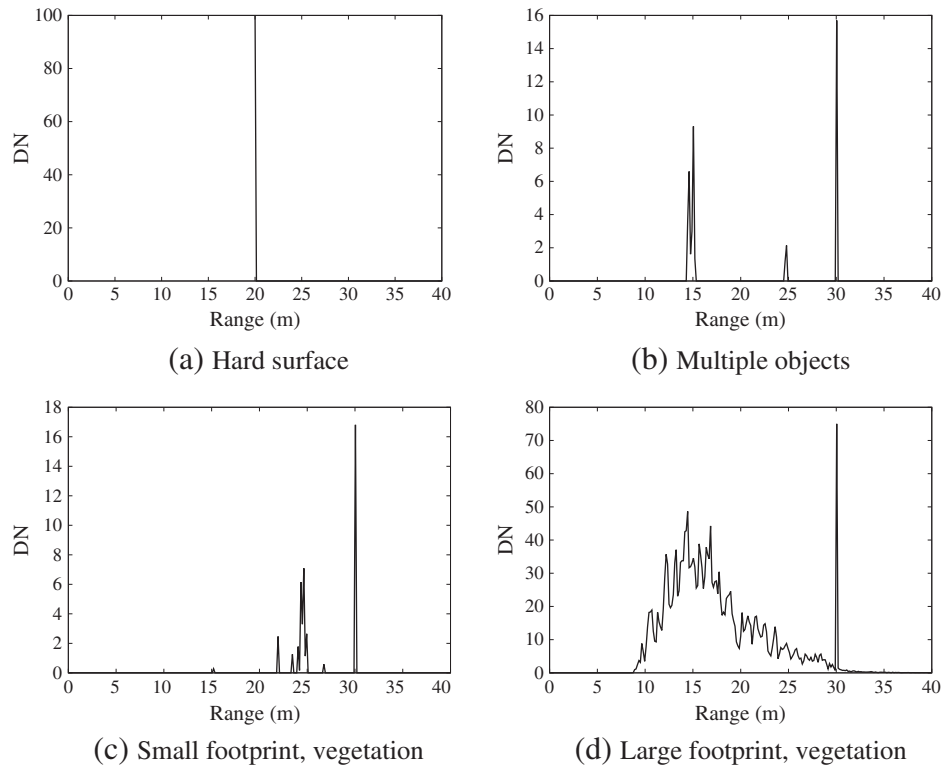 100
80
60
40
20
0
DN
0 5 10 15 20 25 30 35 40
Range (m)
(a) Hard surface
16
14
12
10
8
6
4
2
0
DN
0 5 10 15 20 25 30 35 40
Range (m)
(b) Multiple objects
18
16
14
12
10
8
6
4
2
0
DN
0 5 10 15 20 25 30 35 40
Range (m)
(c) Small footprint, vegetation
80
70
60
50
40
30
20
10
0
DN
0 5 10 15 20 25 30 35 40
Range (m)
(d) Large footprint, vegetation